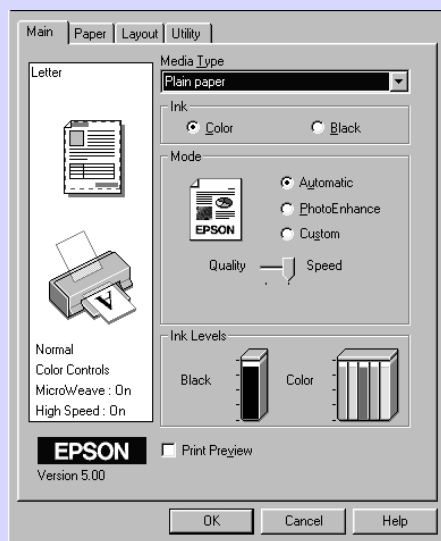 Main Paper Layout Utility
Letter
Media Type
Plain paper
Ink
Color Black
Mode
EPSON
Automatic
PhotoEnhance
Custom
Quality Speed
A
Normal
Color Controls
MicroWeave : On
High Speed : On
Ink Levels
Black Color
EPSON
Version 5.00
Print Preview
OK Cancel Help